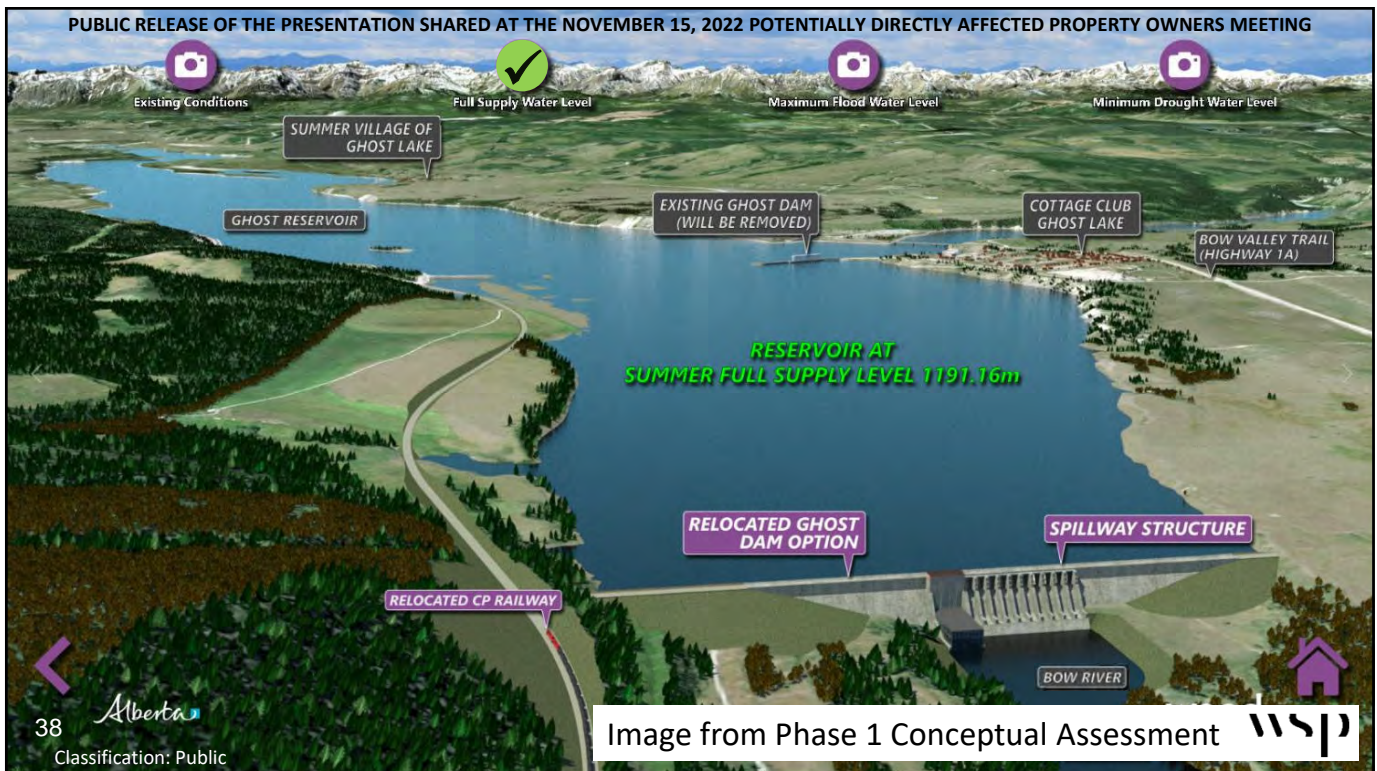 PUBLIC RELEASE OF THE PRESENTATION SHARED AT THE NOVEMBER 15, 2022 POTENTIALLY DIRECTLY AFFECTED PROPERTY OWNERS MEETING
Existing Conditions
Full Supply Water Level
Maximum Flood Water Level
Minimum Drought Water Level
SUMMER VILLAGE OF
GHOST LAKE
GHOST RESERVOIR
EXISTING GHOST DAM
(WILL BE REMOVED)
COTTAGE CLUB
GHOST LAKE
BOW VALLEY TRAIL
(HIGHWAY 1A)
RESERVOIR AT
SUMMER FULL SUPPLY LEVEL 1191.16m
RELOCATED GHOST
DAM OPTION
SPILLWAY STRUCTURE
RELOCATED CP RAILWAY
BOW RIVER
Alberta
38
Classification: Public
Image from Phase 1 Conceptual Assessment
wsp